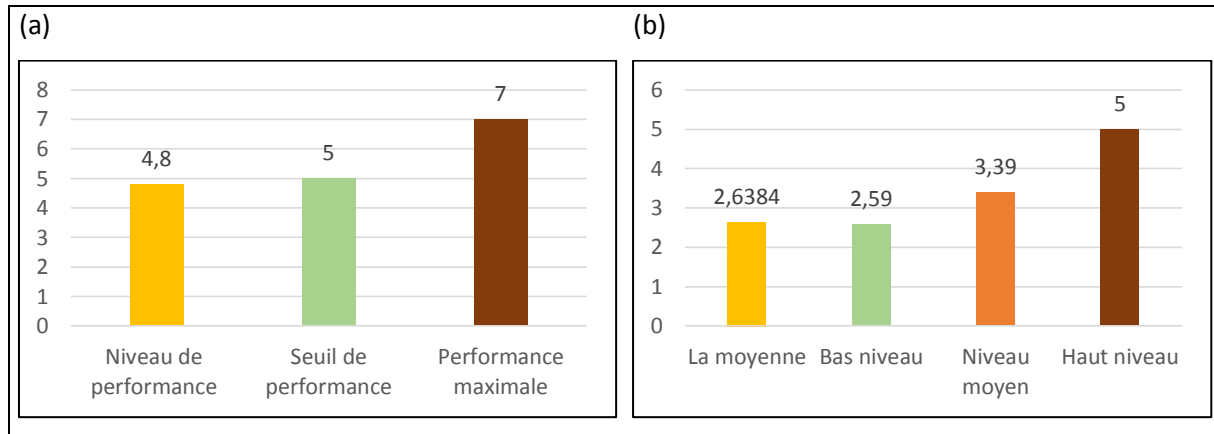 (a)
8
7
6
5
4
3
2
1
0
4,8
5
7
Niveau de
performance
Seuil de
performance
Performance
maximale
(b)
6
5
4
3
2
1
0
2,6384
2,59
3,39
5
La moyenne
Bas niveau
Niveau
moyen
Haut niveau